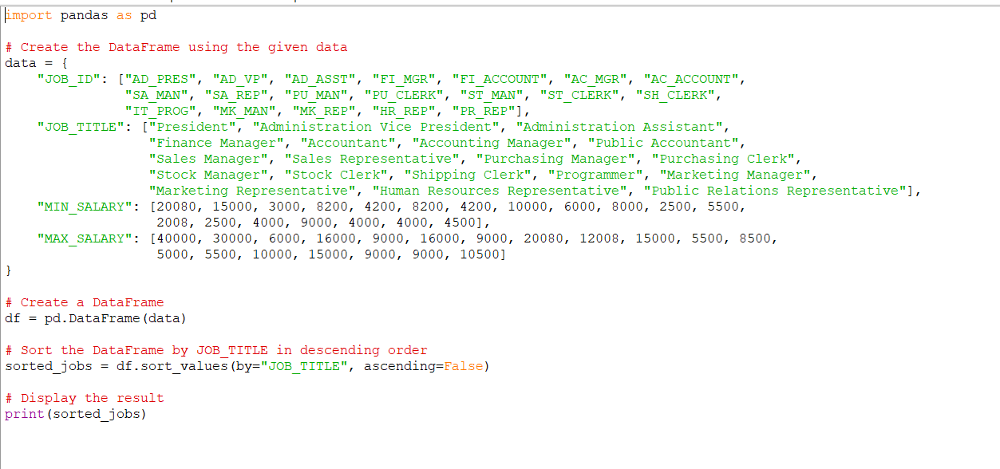 import pandas as pd

# Create the DataFrame using the given data
data = {
    "JOB_ID": ["AD_PRES", "AD_VP", "AD_ASST", "FI_MGR", "FI_ACCOUNT", "AC_MGR", "AC_ACCOUNT",
               "SA_MAN", "SA_REP", "PU_MAN", "PU_CLERK", "ST_MAN", "ST_CLERK", "SH_CLERK",
               "IT_PROG", "MK_MAN", "MK_REP", "HR_REP", "PR_REP"],
    "JOB_TITLE": ["President", "Administration Vice President", "Administration Assistant",
                  "Finance Manager", "Accountant", "Accounting Manager", "Public Accountant",
                  "Sales Manager", "Sales Representative", "Purchasing Manager", "Purchasing Clerk",
                  "Stock Manager", "Stock Clerk", "Shipping Clerk", "Programmer", "Marketing Manager",
                  "Marketing Representative", "Human Resources Representative", "Public Relations Representative"],
    "MIN_SALARY": [20080, 15000, 3000, 8200, 4200, 8200, 4200, 10000, 6000, 8000, 2500, 5500,
                   2008, 2500, 4000, 9000, 4000, 4000, 4500],
    "MAX_SALARY": [40000, 30000, 6000, 16000, 9000, 16000, 9000, 20080, 12008, 15000, 5500, 8500,
                   5000, 5500, 10000, 15000, 9000, 9000, 10500]
}

# Create a DataFrame
df = pd.DataFrame(data)

# Sort the DataFrame by JOB_TITLE in descending order
sorted_jobs = df.sort_values(by="JOB_TITLE", ascending=False)

# Display the result
print(sorted_jobs)